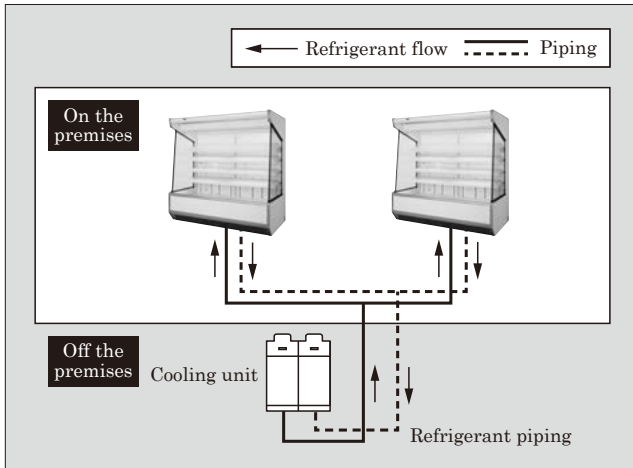 Refrigerant flow
Piping
On the
premises
Off the
premises
Cooling unit
Refrigerant piping